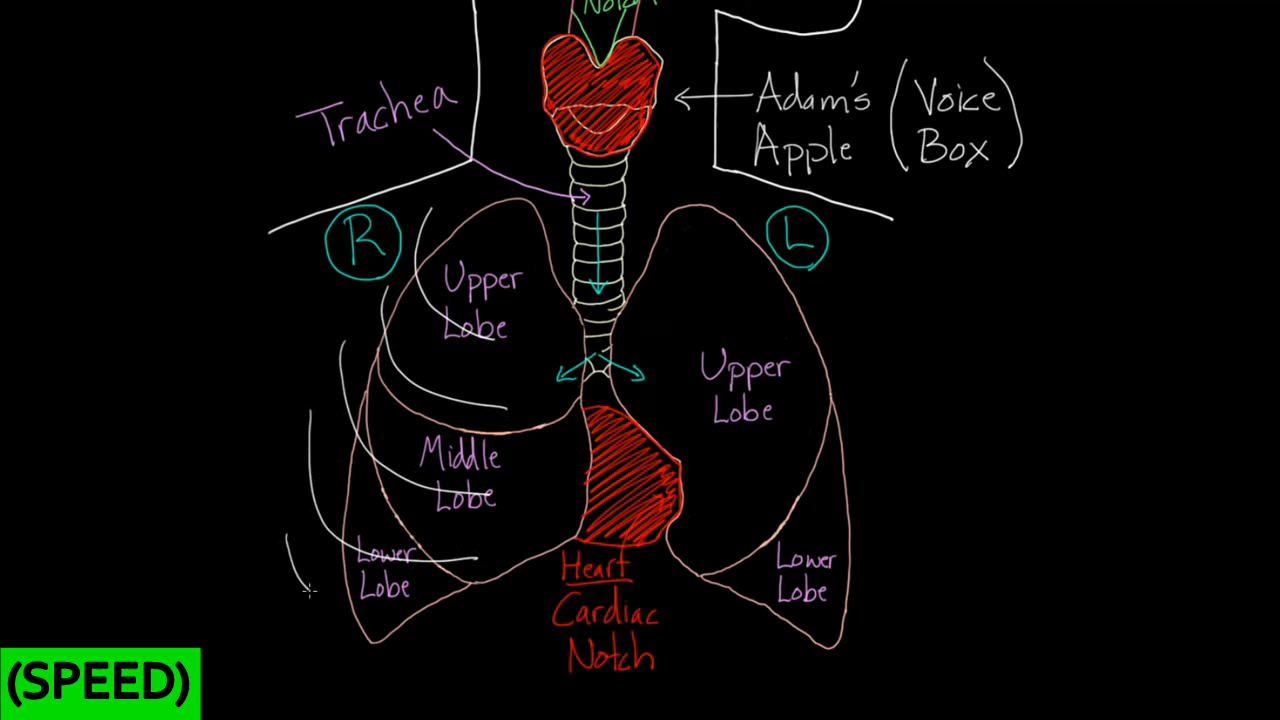 Notch
Trachea
Adam's
Apple
(Voice
Box)
R
L
Upper
Lobe
Upper
Lobe
Middle
Lobe
Lower
Lobe
Lower
Lobe
Heart
Cardiac
Notch
(SPEED)